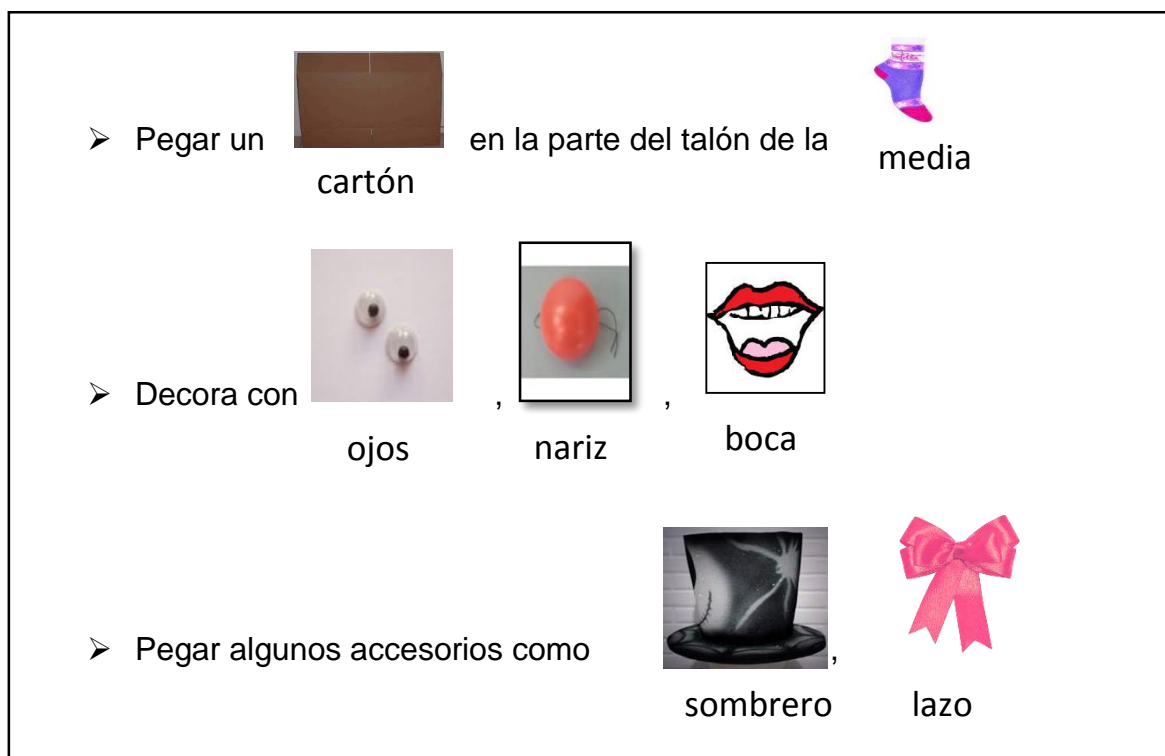 ➢ Pegar un en la parte del talón de la
cartón media
➢ Decora con , ,
ojos nariz boca
➢ Pegar algunos accesorios como ,
sombrero lazo